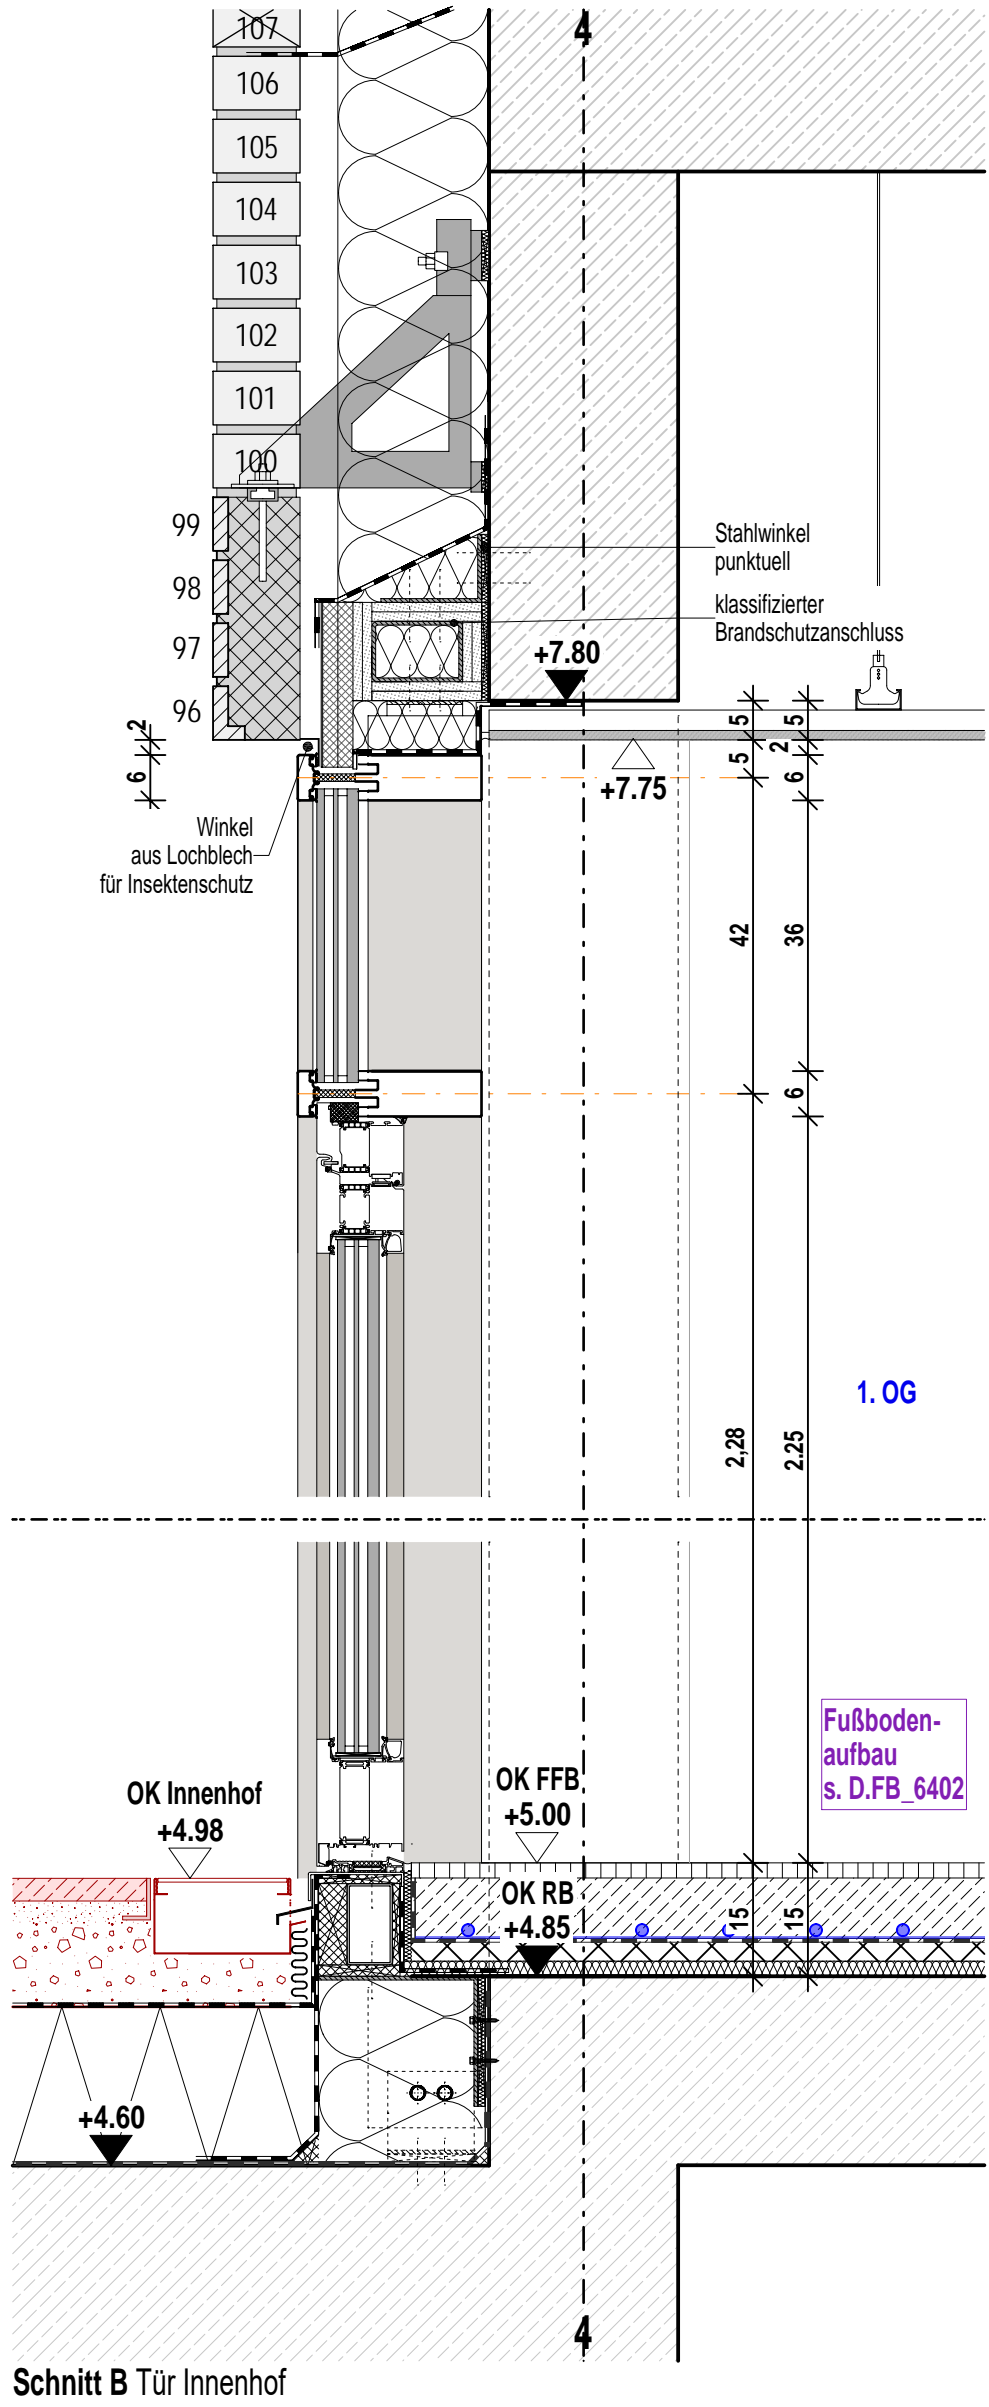 107
4
106
105
104
103
102
101
100
99
98
97
96
Stahlwinkel
punktuell
klassifizierter
Brandschutzanschluss
+7.80
2
6
5
5
5
2
6
+7.75
Winkel
aus Lochblech
für Insektenschutz
42
36
6
1. OG
2,28
2.25
Fußboden-
aufbau
s. D.FB_6402
OK Innenhof
+4.98
OK FFB
+5.00
OK RB
+4.85
15
15
+4.60
4
Schnitt B Tür Innenhof